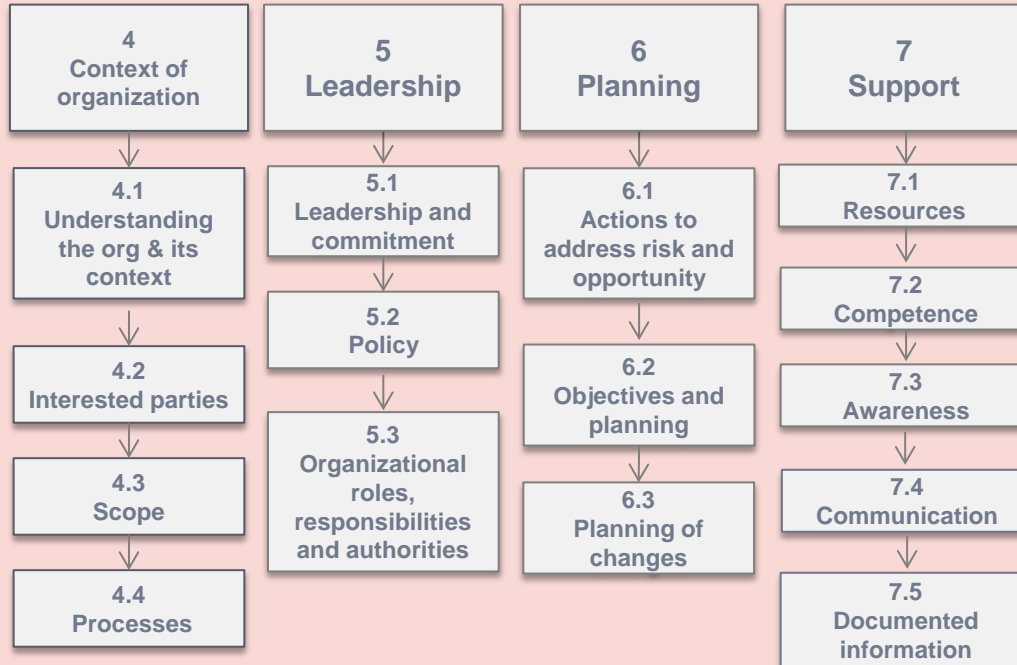 4
Context of
organization
4.1
Understanding
the org & its
context
4.2
Interested parties
4.3
Scope
4.4
Processes
5
Leadership
5.1
Leadership and
commitment
5.2
Policy
5.3
Organizational
roles,
responsibilities
and authorities
6
Planning
6.1
Actions to
address risk and
opportunity
6.2
Objectives and
planning
6.3
Planning of
changes
7
Support
7.1
Resources
7.2
Competence
7.3
Awareness
7.4
Communication
7.5
Documented
information